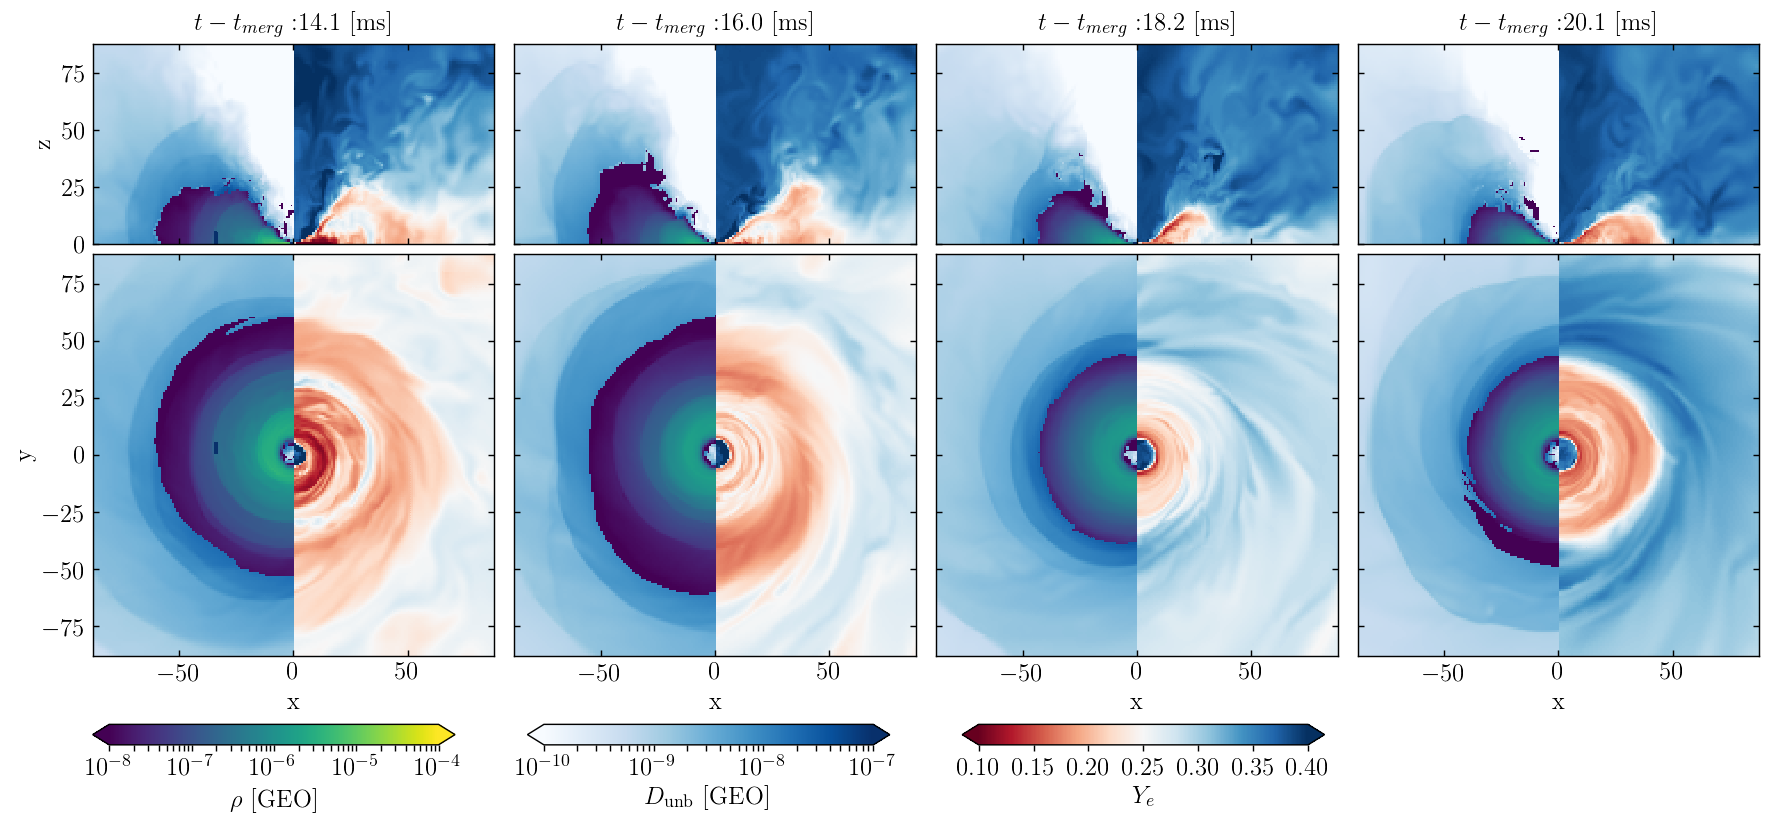 t − t_merg :14.1 [ms]
t − t_merg :16.0 [ms]
t − t_merg :18.2 [ms]
t − t_merg :20.1 [ms]
75
50
25
0
z
75
50
25
0
−25
−50
−75
y
−50 0 50
−50 0 50
−50 0 50
−50 0 50
x
x
x
x
10⁻⁸ 10⁻⁷ 10⁻⁶ 10⁻⁵ 10⁻⁴
ρ [GEO]
10⁻¹⁰ 10⁻⁹ 10⁻⁸ 10⁻⁷
D_unb [GEO]
0.10 0.15 0.20 0.25 0.30 0.35 0.40
Y_e